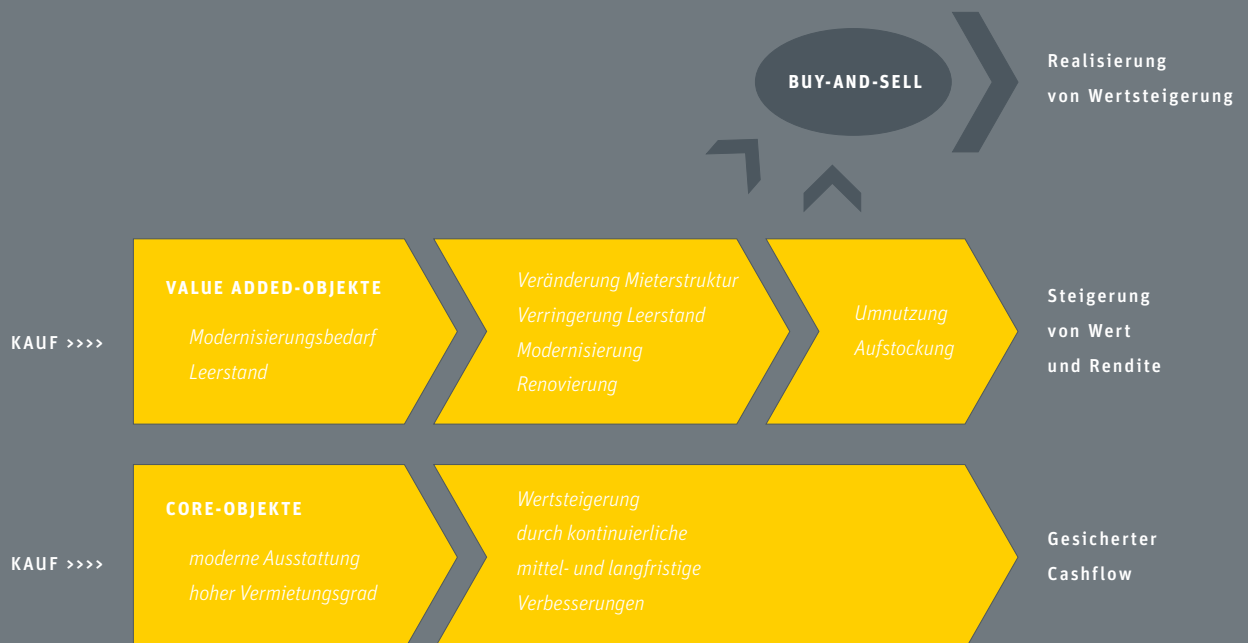 BUY-AND-SELL
Realisierung
von Wertsteigerung
KAUF >>>>
VALUE ADDED-OBJEKTE
Modernisierungsbedarf
Leerstand
Veränderung Mieterstruktur
Verringerung Leerstand
Modernisierung
Renovierung
Umnutzung
Aufstockung
Steigerung
von Wert
und Rendite
KAUF >>>>
CORE-OBJEKTE
moderne Ausstattung
hoher Vermietungsgrad
Wertsteigerung
durch kontinuierliche
mittel- und langfristige
Verbesserungen
Gesicherter
Cashflow